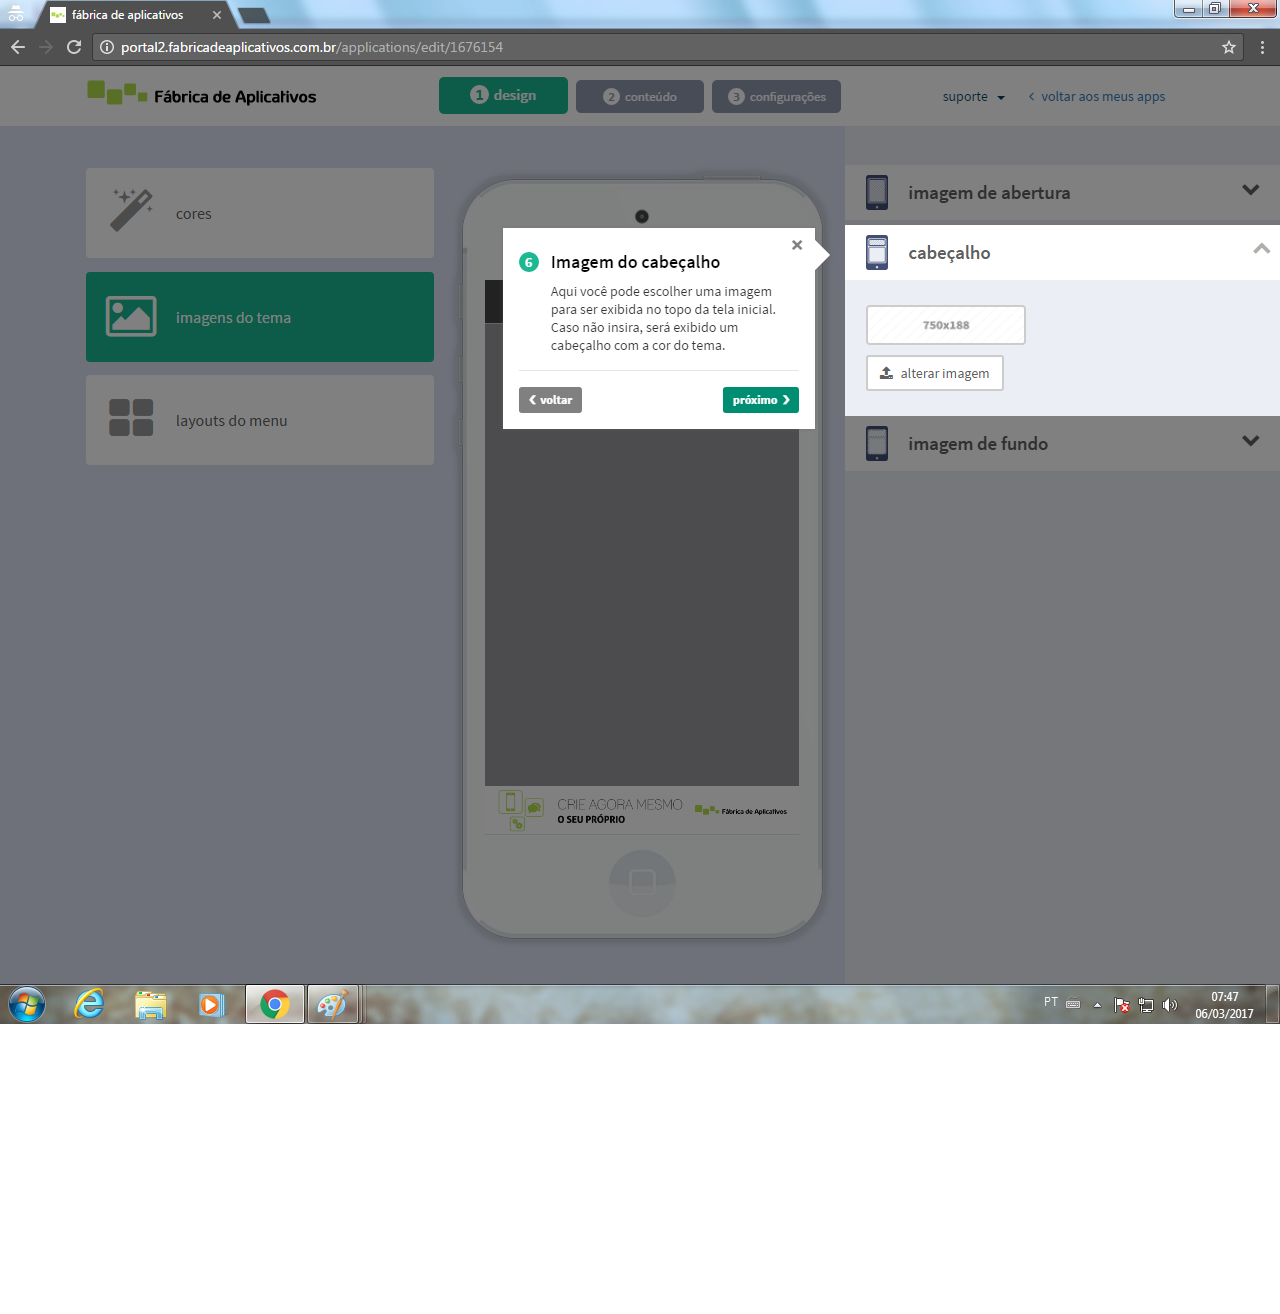 fábrica de aplicativos
portal2.fabricadeaplicativos.com.br/applications/edit/1676154
Fábrica de Aplicativos
1 design
2 conteúdo
3 configurações
suporte
voltar aos meus apps
cores
imagens do tema
layouts do menu
6 Imagem do cabeçalho
Aqui você pode escolher uma imagem
para ser exibida no topo da tela inicial.
Caso não insira, será exibido um
cabeçalho com a cor do tema.
voltar
próximo
imagem de abertura
cabeçalho
750x188
alterar imagem
imagem de fundo
CRIE AGORA MESMO
O SEU PRÓPRIO
Fábrica de Aplicativos
PT
07:47
06/03/2017